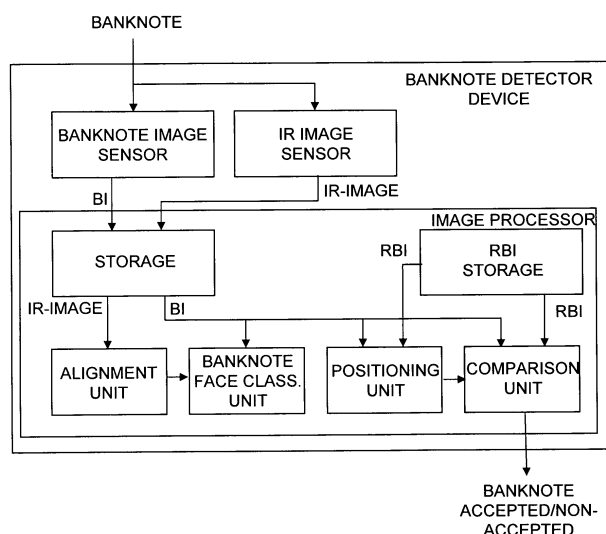 BANKNOTE
BANKNOTE DETECTOR
DEVICE
BANKNOTE IMAGE
SENSOR
IR IMAGE
SENSOR
BI
IR-IMAGE
IMAGE PROCESSOR
STORAGE
RBI
RBI
STORAGE
IR-IMAGE
BI
RBI
ALIGNMENT
UNIT
BANKNOTE
FACE CLASS.
UNIT
POSITIONING
UNIT
COMPARISON
UNIT
BANKNOTE
ACCEPTED/NON-
ACCEPTED